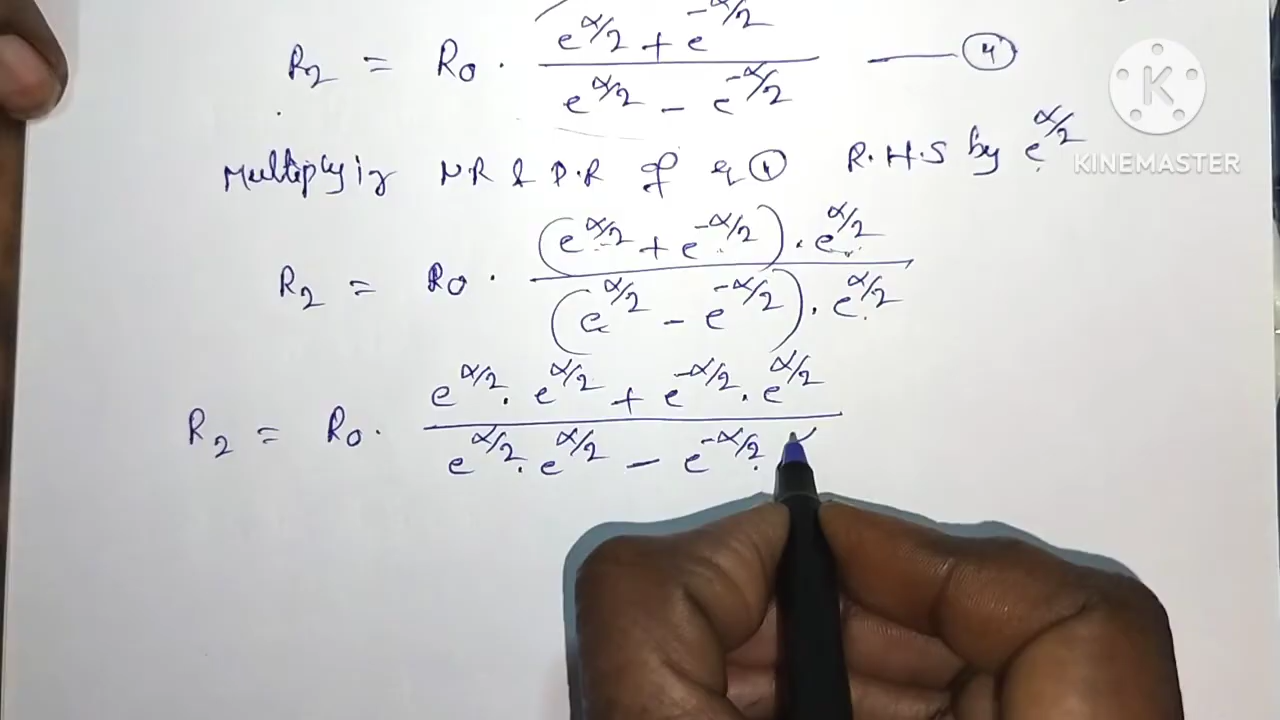 R₂ = R₀ · (e^(α/2) + e^(-α/2)) / (e^(α/2) - e^(-α/2)) —— ④
Multiplyig N.R & D.R of eq ④ R.H.S by e^(α/2)
KINEMASTER
R₂ = R₀ · (e^(α/2) + e^(-α/2)) · e^(α/2) / (e^(α/2) - e^(-α/2)) · e^(α/2)
R₂ = R₀ · e^(α/2) · e^(α/2) + e^(-α/2) · e^(α/2) / e^(α/2) · e^(α/2) - e^(-α/2) ·